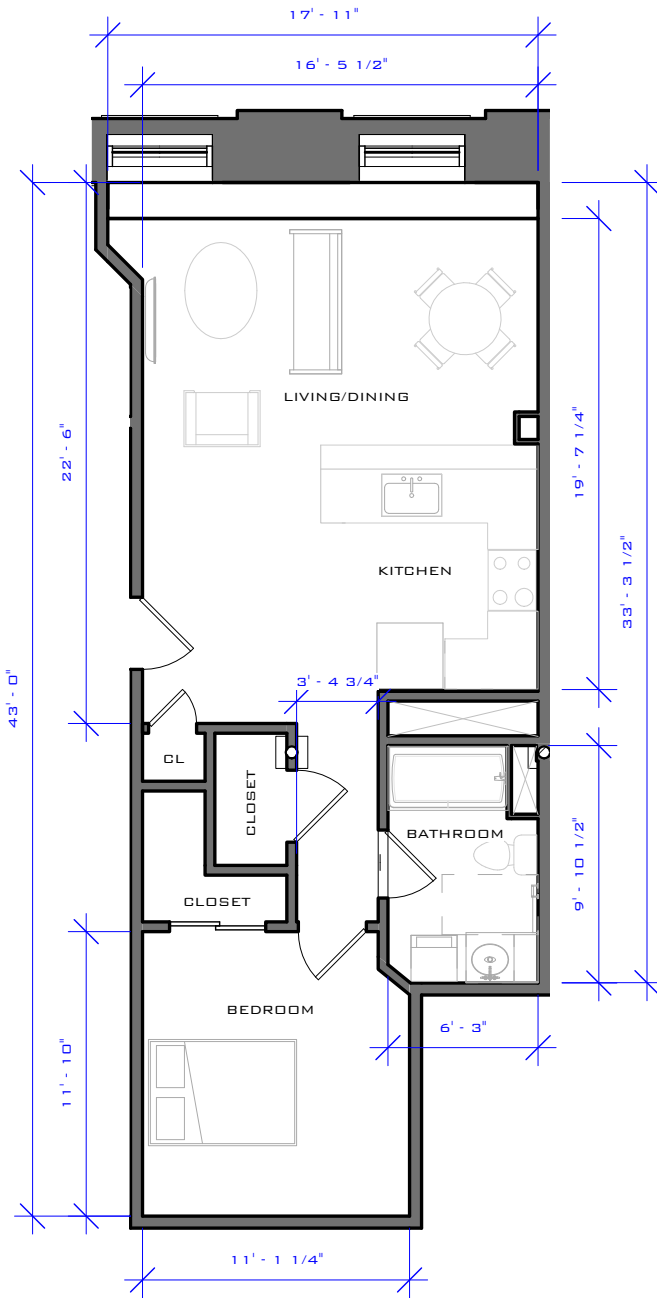 17' - 11"
16' - 5 1/2"
LIVING/DINING
22' - 6"
19' - 7 1/4"
KITCHEN
33' - 3 1/2"
43' - 0"
3' - 4 3/4"
CL
CLOSET
BATHROOM
9' - 10 1/2"
CLOSET
BEDROOM
6' - 3"
11' - 10"
11' - 1 1/4"